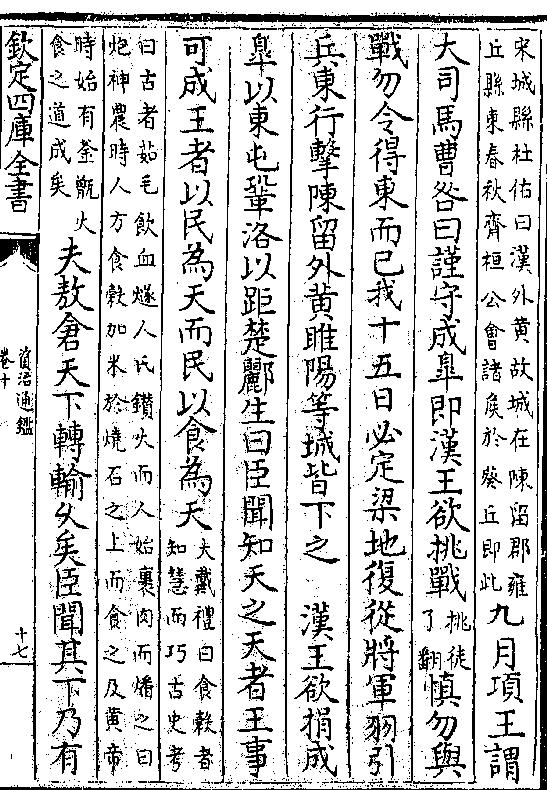 宋城縣杜佑曰漢外黄故城在陳留郡雍
丘縣東春秋齊桓公會諸侯於葵丘即此
九月項王謂
大司馬曹咎曰謹守成臯即漢王欲挑戰
挑徒
了翻
慎勿與
戰勿令得東而已我十五日必定梁地復從將軍羽引
兵東行擊陳留外黄睢陽等城皆下之 漢王欲捐成
臯以東屯鞏洛以距楚酈生曰臣聞知天之天者王事
可成王者以民為天而民以食為天
大戴禮曰食穀者
知慧而巧古史考
曰古者茹毛飲血燧人氏鑽火而人始裹肉而燔之曰
炮神農時人方食穀加米於燒石之上而食之及黄帝
時始有釜甑火
食之道成矣
夫敖倉天下轉輸乆矣臣聞其下乃有
欽定四庫全書
資治通鑑
卷十
十七